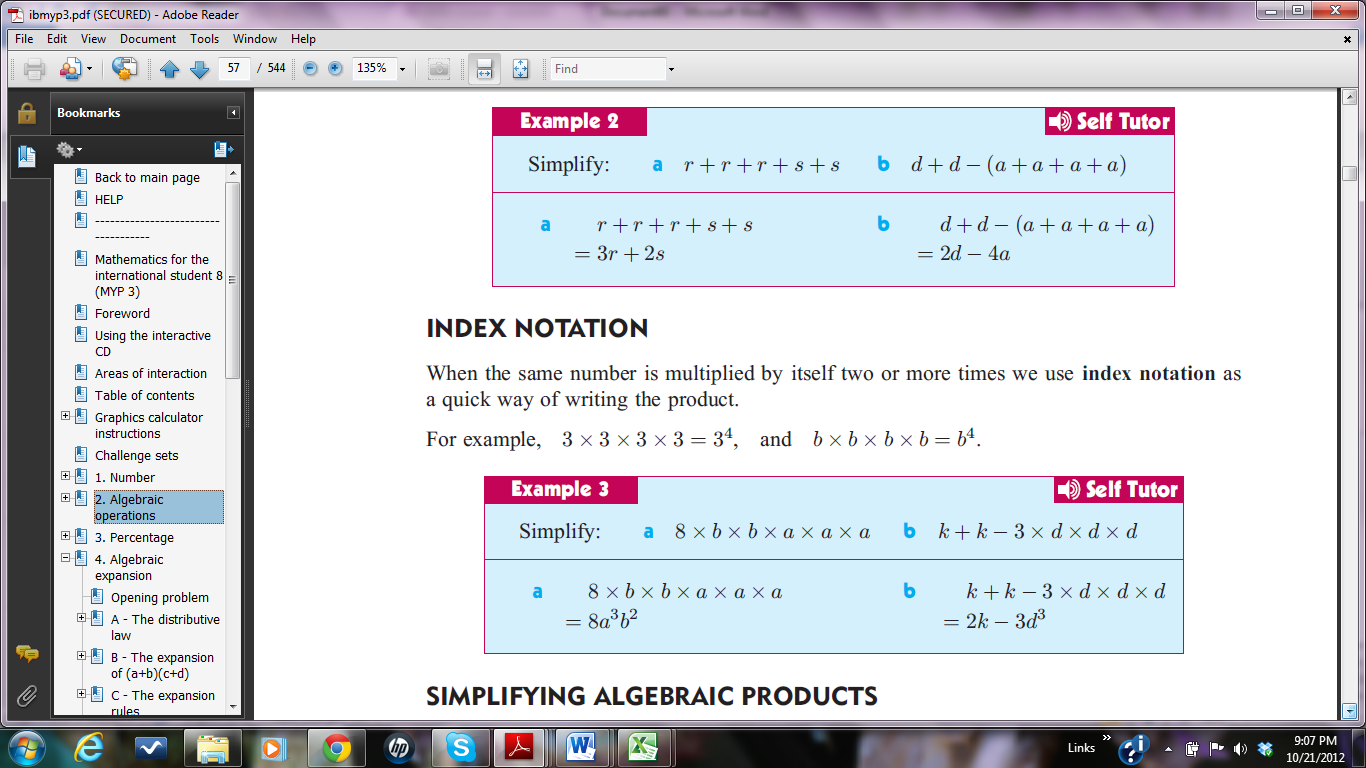 ibmyp3.pdf (SECURED) - Adobe Reader
File Edit View Document Tools Window Help
57 / 544 135% Find
Bookmarks
Back to main page
HELP
--------------------------
-----------
Mathematics for the
international student 8
(MYP 3)
Foreword
Using the interactive
CD
Areas of interaction
Table of contents
Graphics calculator
instructions
Challenge sets
1. Number
2. Algebraic
operations
3. Percentage
4. Algebraic
expansion
Opening problem
A - The distributive
law
B - The expansion
of (a+b)(c+d)
C - The expansion
rules
Example 2 Self Tutor
Simplify: a r + r + r + s + s b d + d − (a + a + a + a)
a r + r + r + s + s b d + d − (a + a + a + a)
= 3r + 2s = 2d − 4a
INDEX NOTATION
When the same number is multiplied by itself two or more times we use index notation as
a quick way of writing the product.
For example, 3 × 3 × 3 × 3 = 3⁴, and b × b × b × b = b⁴.
Example 3 Self Tutor
Simplify: a 8 × b × b × a × a × a b k + k − 3 × d × d × d
a 8 × b × b × a × a × a b k + k − 3 × d × d × d
= 8a³b² = 2k − 3d³
SIMPLIFYING ALGEBRAIC PRODUCTS
Links 9:07 PM
10/21/2012